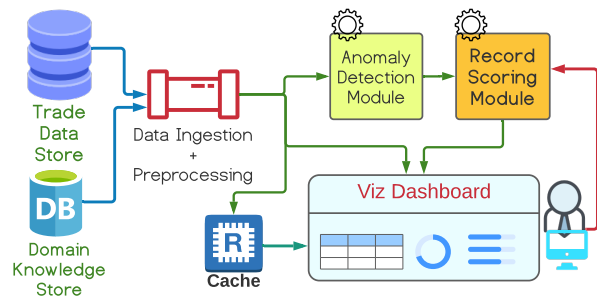 Trade
Data
Store
DB
Domain
Knowledge
Store
Data Ingestion
+
Preprocessing
R
Cache
Anomaly
Detection
Module
Record
Scoring
Module
Viz Dashboard